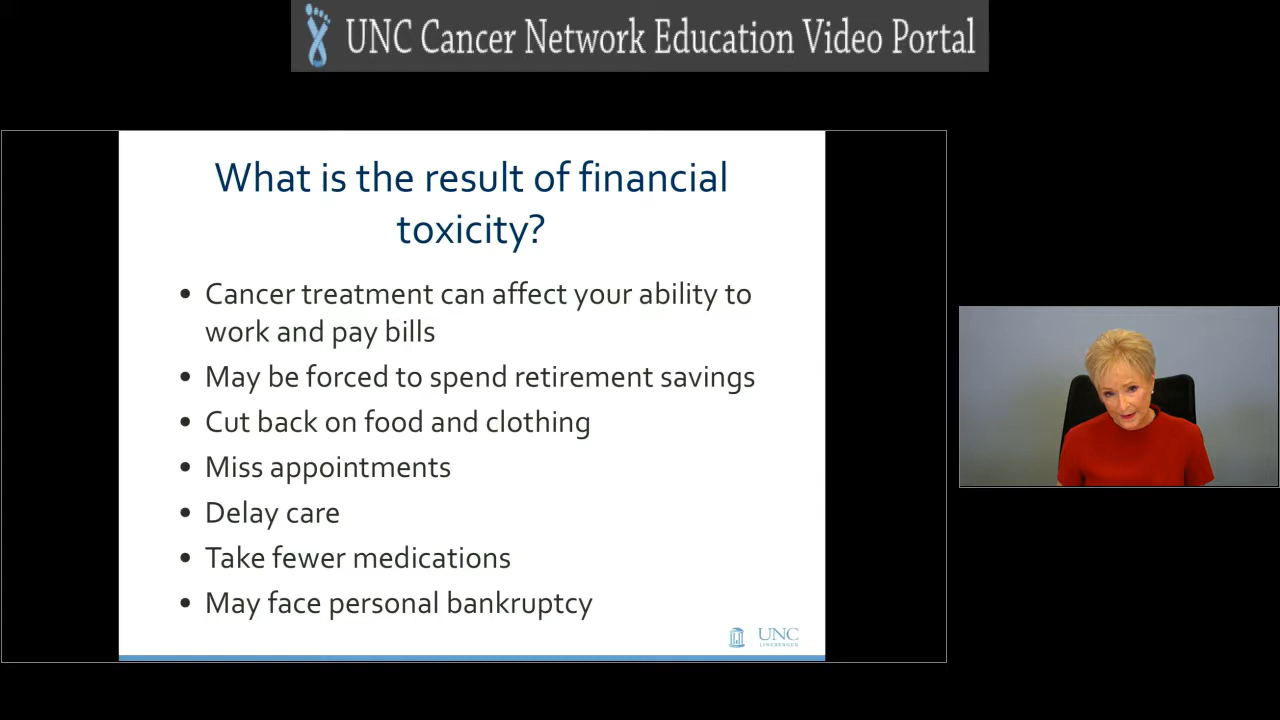 UNC Cancer Network Education Video Portal
What is the result of financial
toxicity?
• Cancer treatment can affect your ability to
work and pay bills
• May be forced to spend retirement savings
• Cut back on food and clothing
• Miss appointments
• Delay care
• Take fewer medications
• May face personal bankruptcy
UNC
LINEBERGER